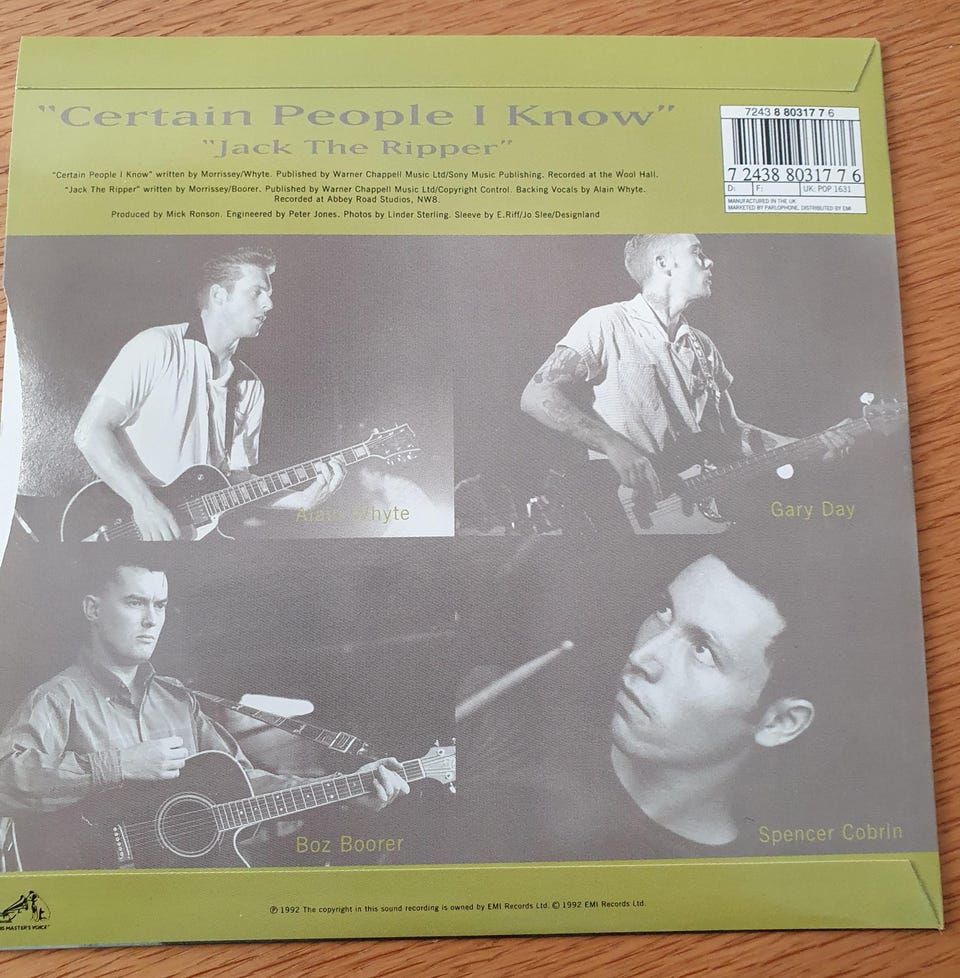 "Certain People I Know"
"Jack The Ripper"
"Certain People I Know" written by Morrissey/Whyte. Published by Warner Chappell Music Ltd/Sony Music Publishing. Recorded at the Wool Hall.
"Jack The Ripper" written by Morrissey/Boorer. Published by Warner Chappell Music Ltd/Copyright Control. Backing Vocals by Alain Whyte.
Recorded at Abbey Road Studios, NW8.
Produced by Mick Ronson. Engineered by Peter Jones. Photos by Linder Sterling. Sleeve by E.Riff/Jo Slee/Designland
7243 8 80317 7 6
7 2438 80317 7 6
D: F: UK: POP 1631
MANUFACTURED IN THE UK
MARKETED BY PARLOPHONE, DISTRIBUTED BY EMI
Alain Whyte
Gary Day
Boz Boorer
Spencer Cobrin
℗ 1992 The copyright in this sound recording is owned by EMI Records Ltd. © 1992 EMI Records Ltd.
MASTER'S VOICE"